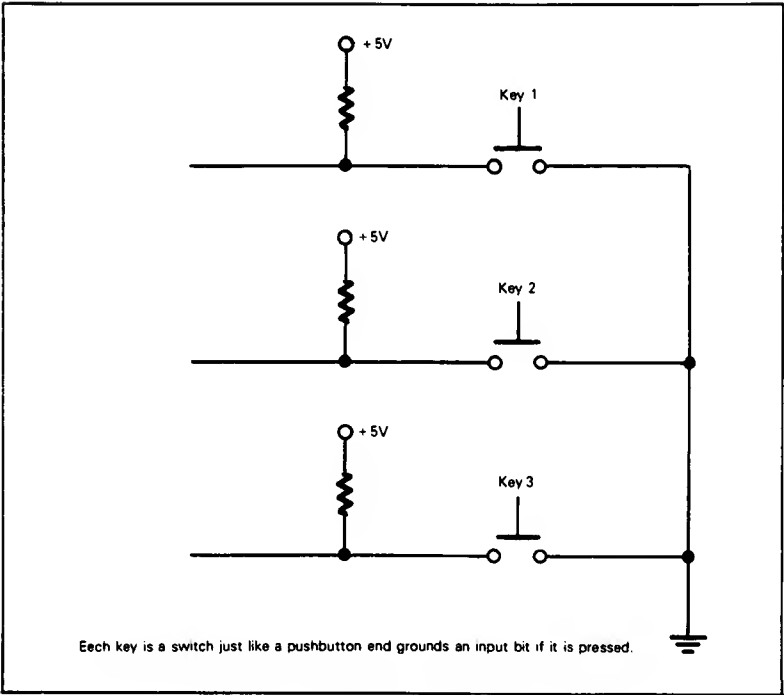 + 5V
Key 1
+ 5V
Key 2
+ 5V
Key 3
Eech key is a switch just like a pushbutton end grounds an input bit if it is pressed.